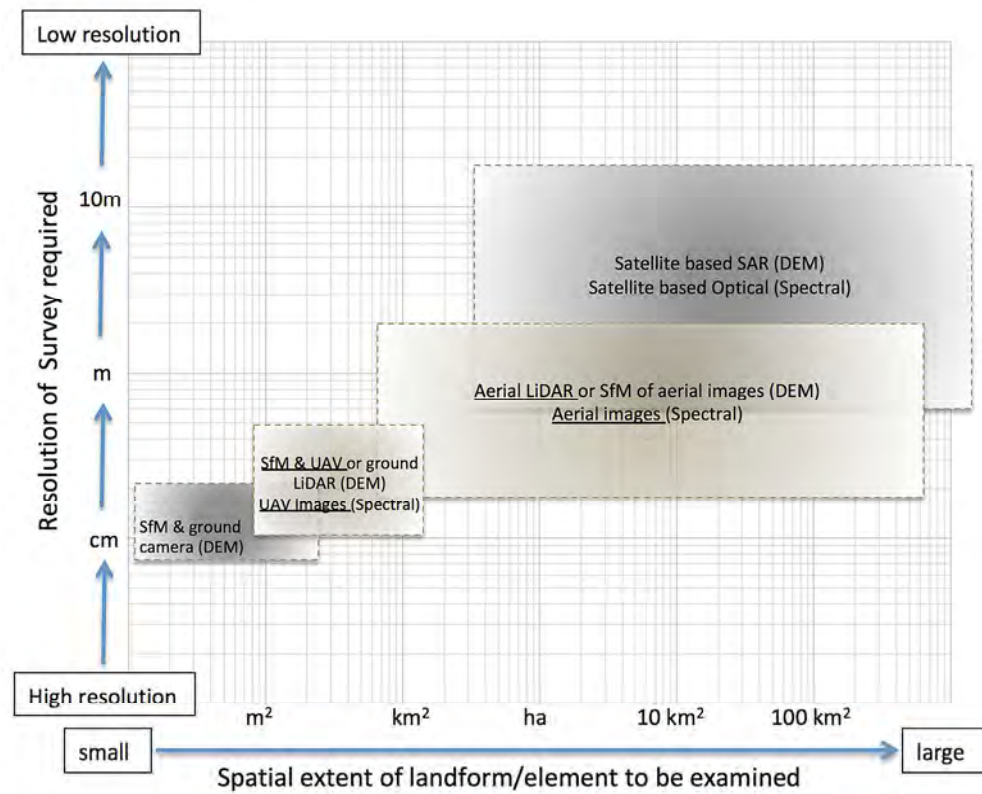 Low resolution
10m
m
cm
High resolution
Resolution of Survey required
Satellite based SAR (DEM)
Satellite based Optical (Spectral)
Aerial LiDAR or SfM of aerial images (DEM)
Aerial images (Spectral)
SfM & UAV or ground
LiDAR (DEM)
UAV Images (Spectral)
SfM & ground
camera (DEM)
m²
km²
ha
10 km²
100 km²
small
large
Spatial extent of landform/element to be examined